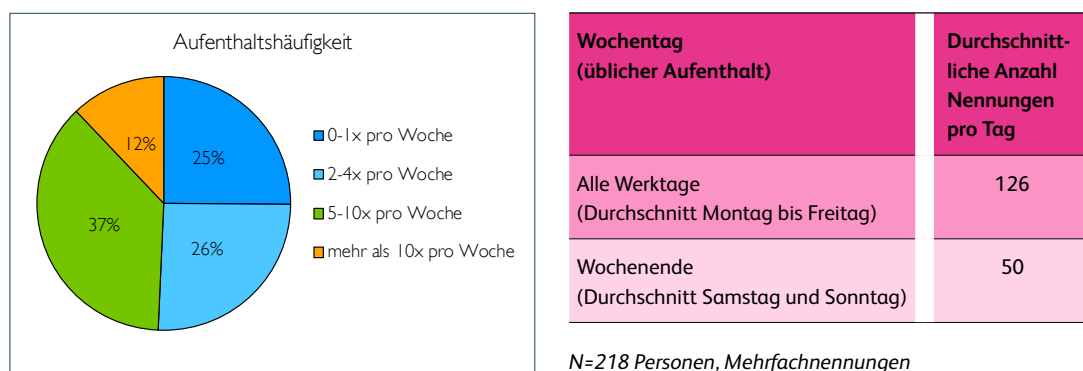 Aufenthaltshäufigkeit
12%
25%
37%
26%
0-1x pro Woche
2-4x pro Woche
5-10x pro Woche
mehr als 10x pro Woche
Wochentag
(üblicher Aufenthalt)
Durchschnitt-
liche Anzahl
Nennungen
pro Tag
Alle Werktage
(Durchschnitt Montag bis Freitag)
126
Wochenende
(Durchschnitt Samstag und Sonntag)
50
N=218 Personen, Mehrfachnennungen